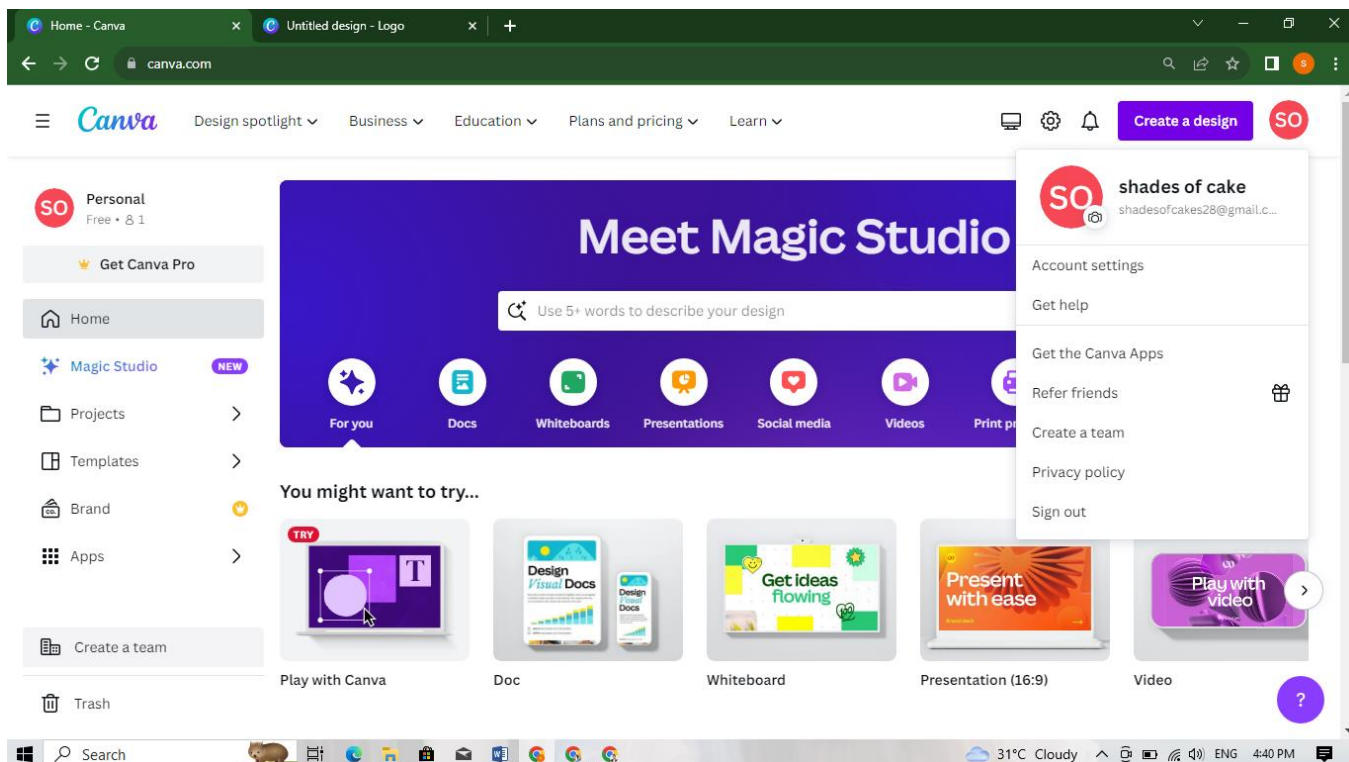 Home - Canva
Untitled design - Logo
canva.com
S
Canva
Design spotlight
Business
Education
Plans and pricing
Learn
Create a design
SO
SO
Personal
Free • 1
Get Canva Pro
Home
Magic Studio
NEW
Projects
Templates
Brand
Apps
Create a team
Trash
Meet Magic Studio
Use 5+ words to describe your design
For you
Docs
Whiteboards
Presentations
Social media
Videos
Print pr
SO
shades of cake
shadesofcakes28@gmail.c...
Account settings
Get help
Get the Canva Apps
Refer friends
Create a team
Privacy policy
Sign out
You might want to try...
TRY
T
Design
Visual Docs
Design
Visual
Docs
Get ideas
flowing
100
Present
with ease
Play with
video
Play with Canva
Doc
Whiteboard
Presentation (16:9)
Video
?
Search
31°C Cloudy
ENG
4:40 PM